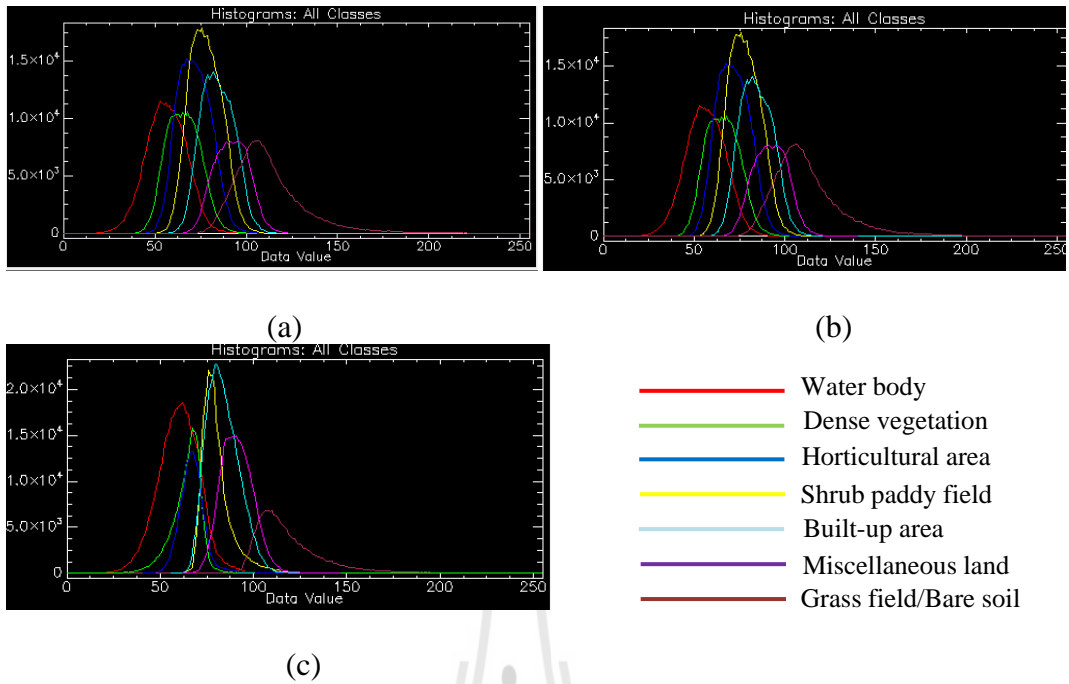 Histograms: All Classes
1.5×10⁴
1.0×10⁴
5.0×10³
0
0 50 100 150 200 250
Data Value
(a)
Histograms: All Classes
1.5×10⁴
1.0×10⁴
5.0×10³
0
0 50 100 150 200 250
Data Value
(b)
Histograms: All Classes
2.0×10⁴
1.5×10⁴
1.0×10⁴
5.0×10³
0
0 50 100 150 200 250
Data Value
(c)
Water body
Dense vegetation
Horticultural area
Shrub paddy field
Built-up area
Miscellaneous land
Grass field/Bare soil